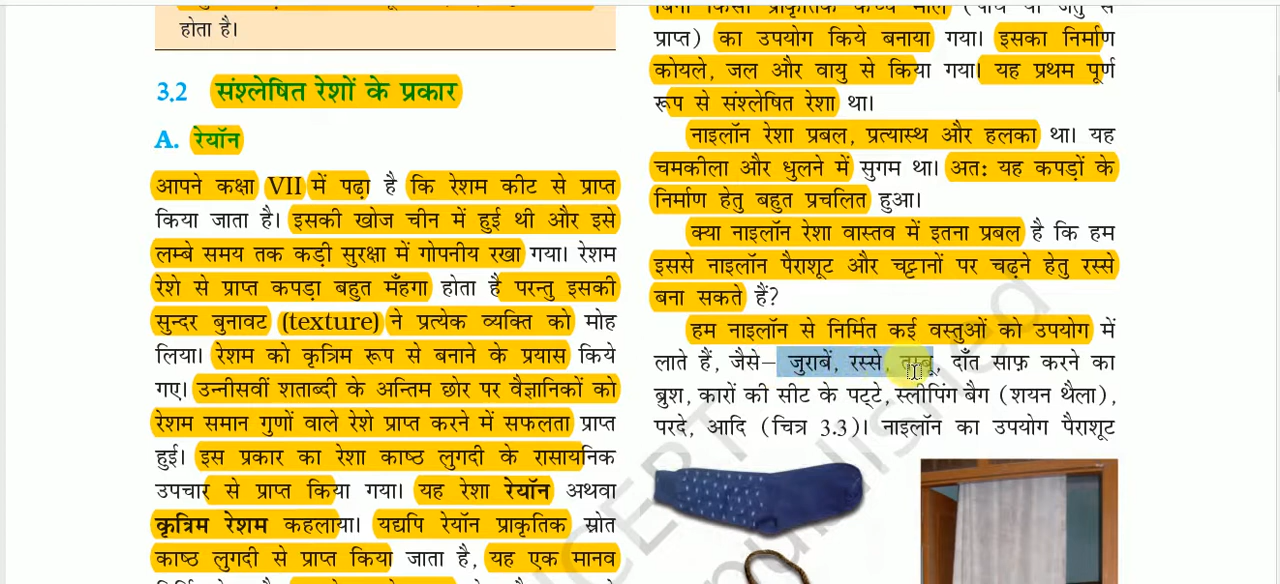 होता है।
3.2 संश्लेषित रेशों के प्रकार
A. रेयॉन
आपने कक्षा VII में पढ़ा है कि रेशम कीट से प्राप्त
किया जाता है। इसकी खोज चीन में हुई थी और इसे
लम्बे समय तक कड़ी सुरक्षा में गोपनीय रखा गया। रेशम
रेशे से प्राप्त कपड़ा बहुत मँहगा होता है परन्तु इसकी
सुन्दर बुनावट (texture) ने प्रत्येक व्यक्ति को मोह
लिया। रेशम को कृत्रिम रूप से बनाने के प्रयास किये
गए। उन्नीसवीं शताब्दी के अन्तिम छोर पर वैज्ञानिकों को
रेशम समान गुणों वाले रेशे प्राप्त करने में सफलता प्राप्त
हुई। इस प्रकार का रेशा काष्ठ लुगदी के रासायनिक
उपचार से प्राप्त किया गया। यह रेशा रेयॉन अथवा
कृत्रिम रेशम कहलाया। यद्यपि रेयॉन प्राकृतिक स्रोत
काष्ठ लुगदी से प्राप्त किया जाता है, यह एक मानव
बिना किसी प्राकृतिक कच्चे माल (पौधे या जंतु से
प्राप्त) का उपयोग किये बनाया गया। इसका निर्माण
कोयले, जल और वायु से किया गया। यह प्रथम पूर्ण
रूप से संश्लेषित रेशा था।
नाइलॉन रेशा प्रबल, प्रत्यास्थ और हलका था। यह
चमकीला और धुलने में सुगम था। अत: यह कपड़ों के
निर्माण हेतु बहुत प्रचलित हुआ।
क्या नाइलॉन रेशा वास्तव में इतना प्रबल है कि हम
इससे नाइलॉन पैराशूट और चट्टानों पर चढ़ने हेतु रस्से
बना सकते हैं?
हम नाइलॉन से निर्मित कई वस्तुओं को उपयोग में
लाते हैं, जैसे– जुराबें, रस्से, तम्बू, दाँत साफ़ करने का
ब्रुश, कारों की सीट के पट्टे, स्लीपिंग बैग (शयन थैला),
परदे, आदि (चित्र 3.3)। नाइलॉन का उपयोग पैराशूट